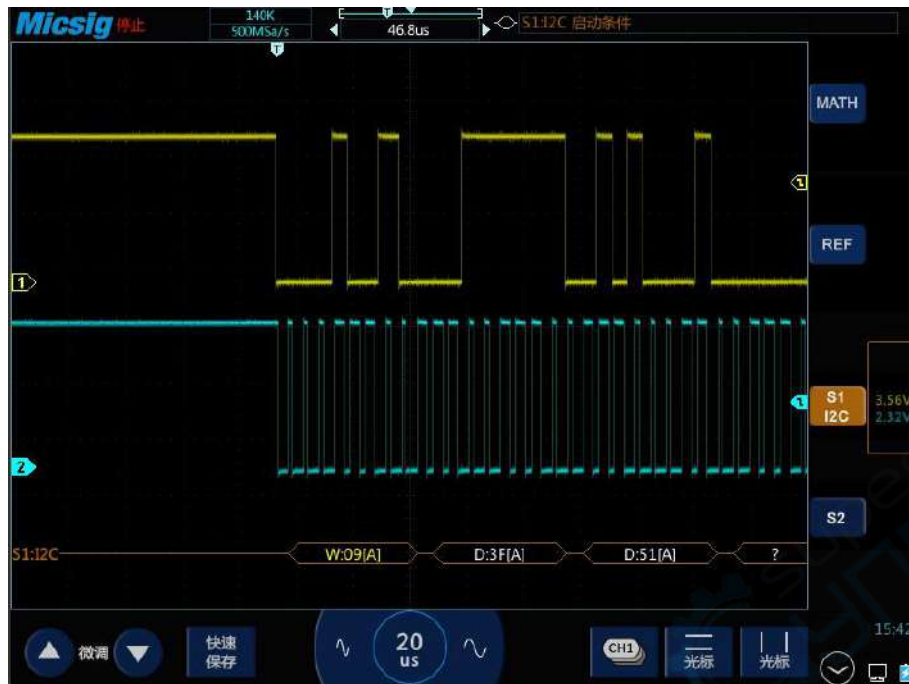 Micsig 停止
140K
500MSa/s
T
46.8us
S1:I2C 启动条件
T
MATH
1
REF
S1
I2C
3.56V
2.32V
2
S2
S1:I2C
W:09[A]
D:3F[A]
D:51[A]
?
微调
快速
保存
20
us
CH1
光标
光标
15:42